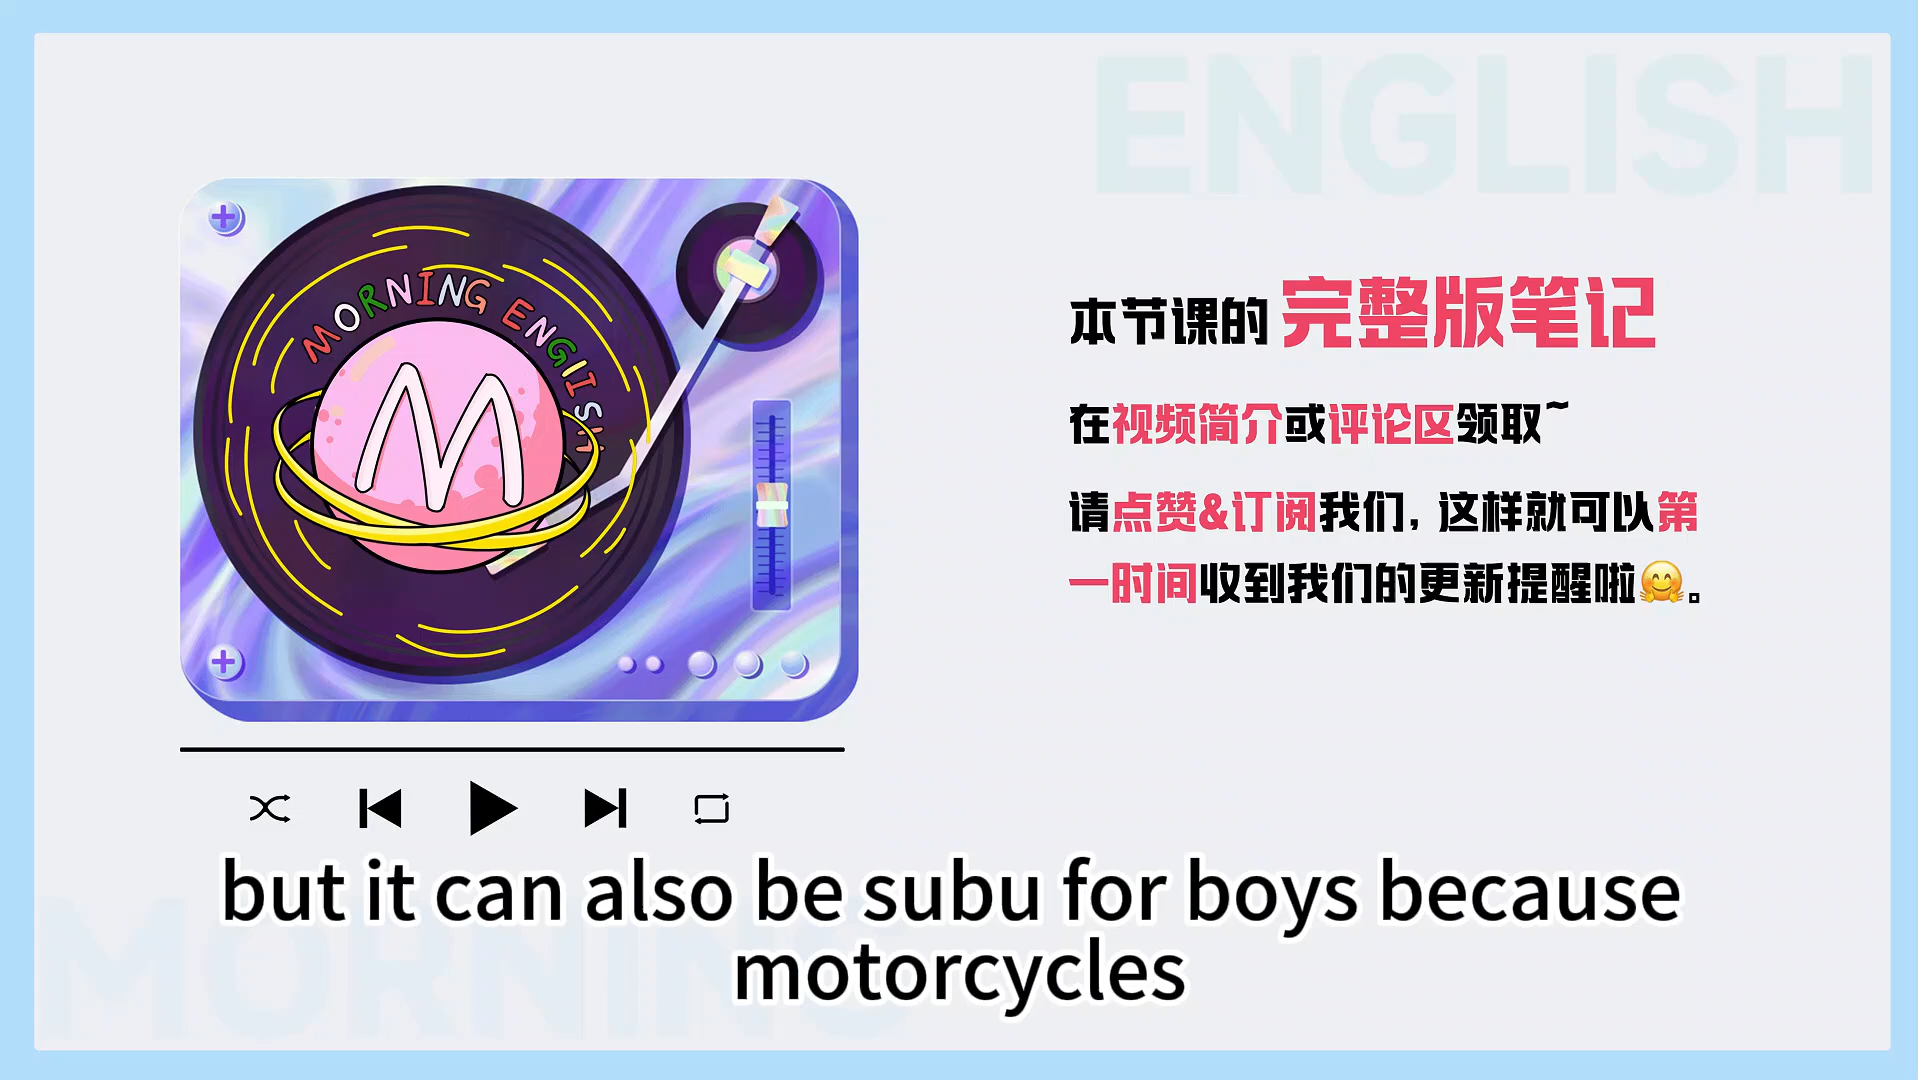 ENGLISH
MORNING ENGLISH
M
本节课的 完整版笔记
在视频简介或评论区领取~
请点赞&订阅我们，这样就可以第
一时间收到我们的更新提醒啦🤗。
but it can also be subu for boys because
motorcycles
MORNING